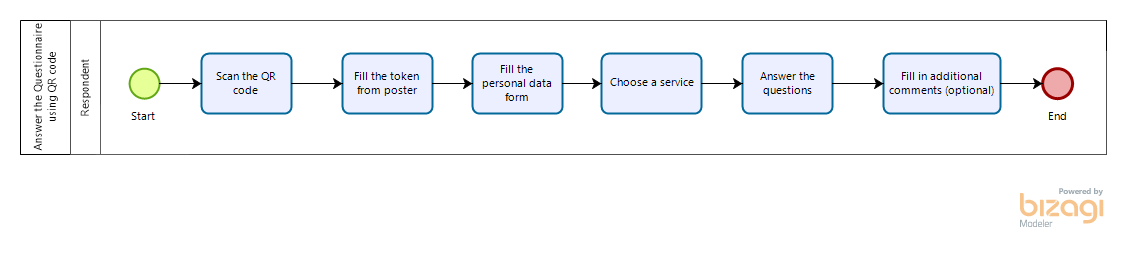 Answer the Questionnaire
using QR code
Respondent
Start
Scan the QR
code
Fill the token
from poster
Fill the
personal data
form
Choose a service
Answer the
questions
Fill in additional
comments (optional)
End
Powered by
bizagi
Modeler